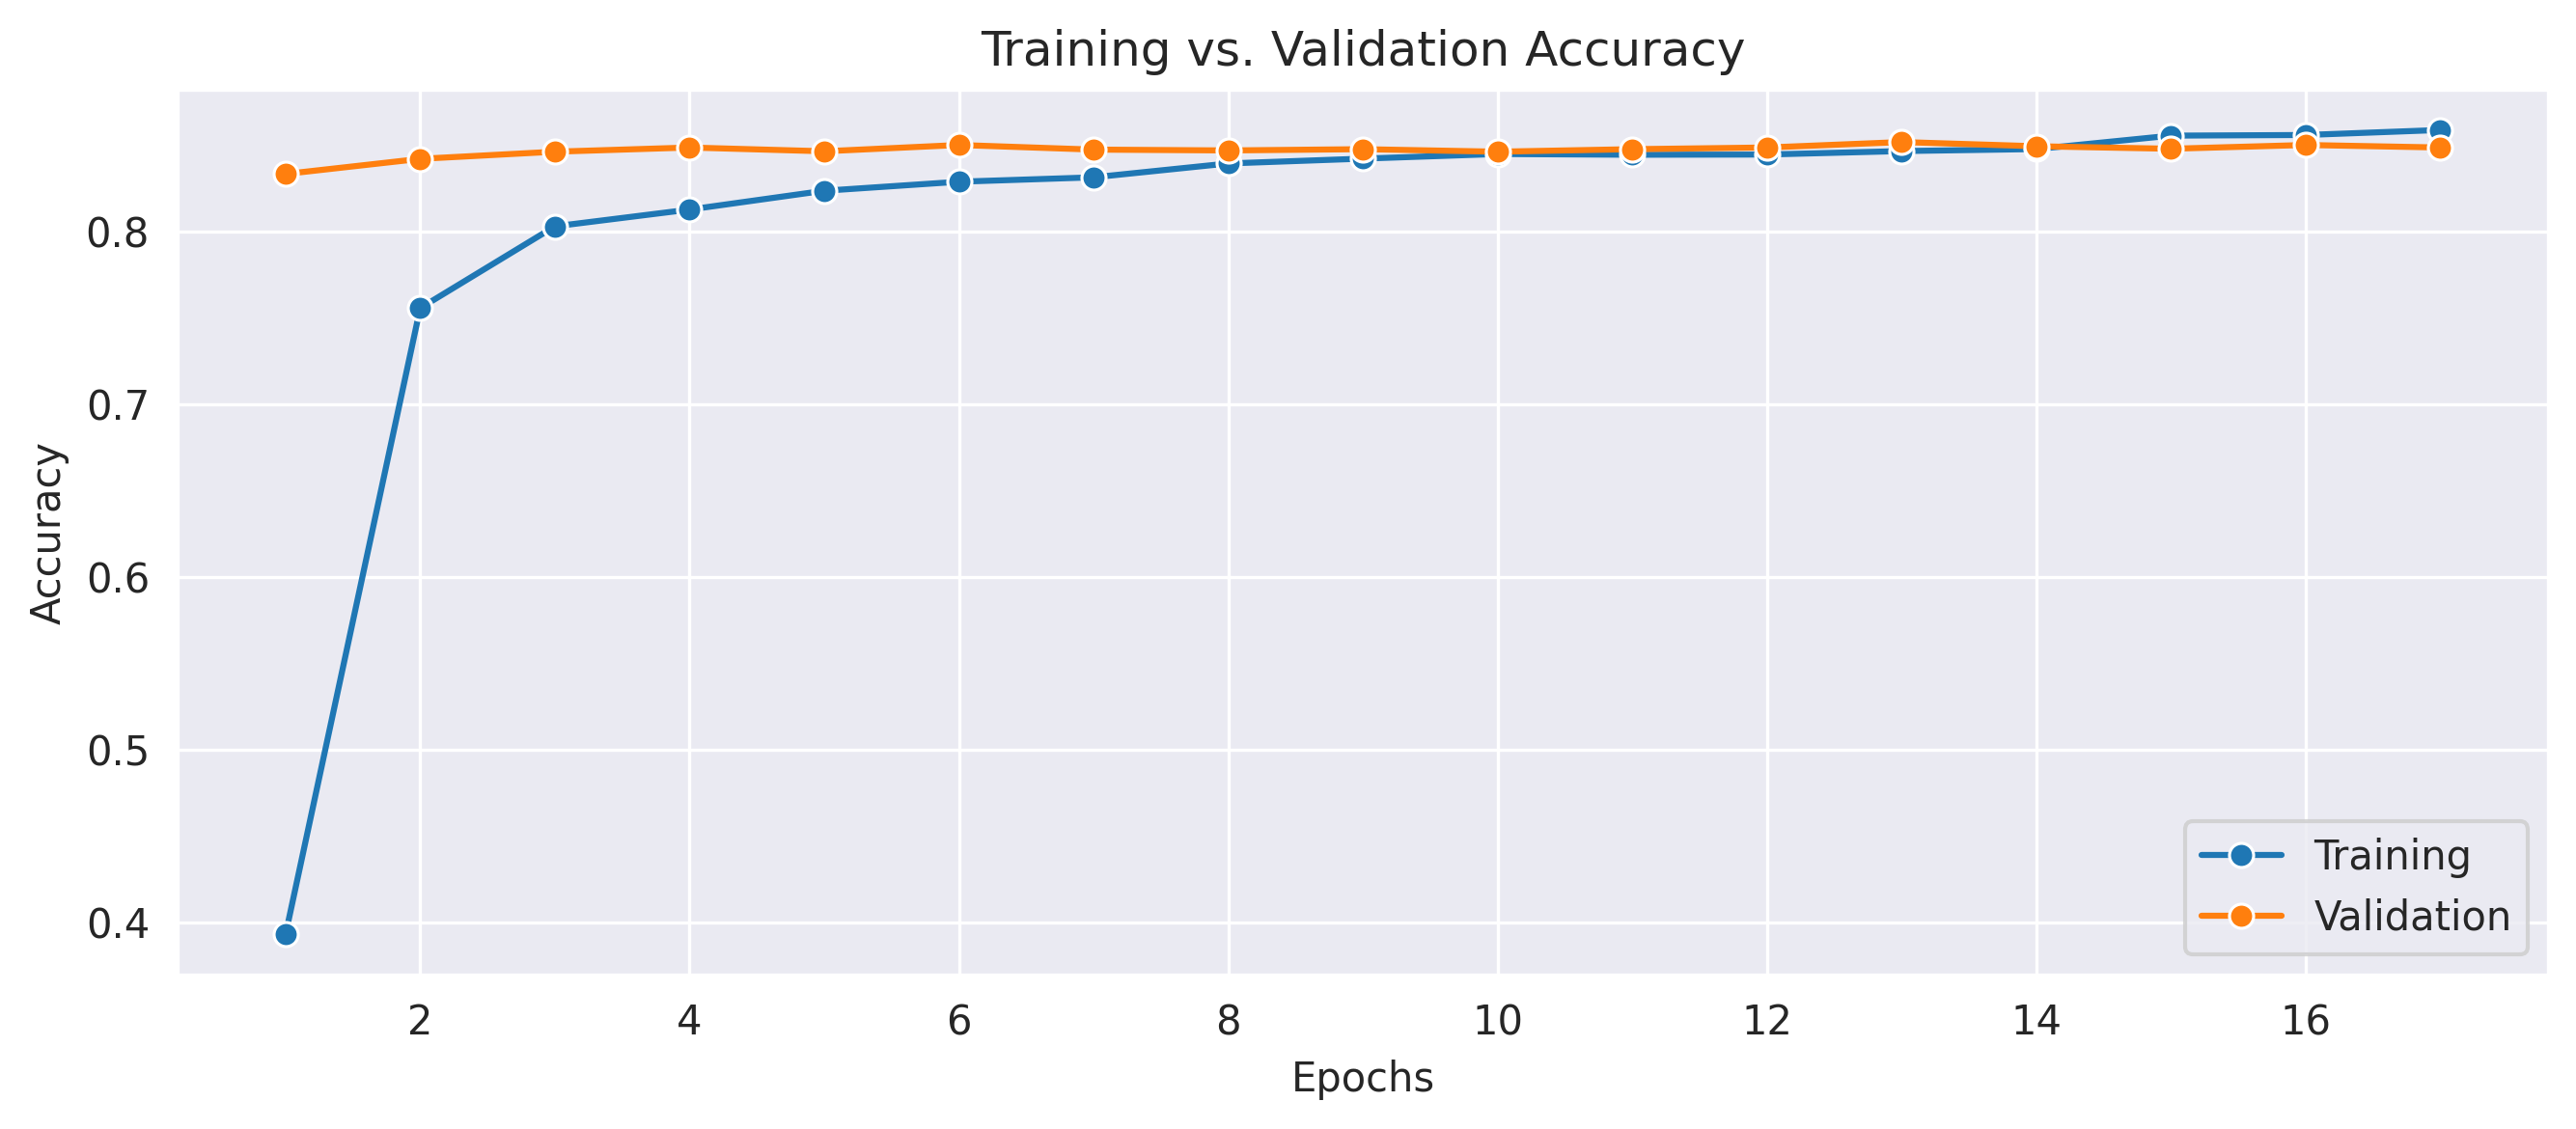 Training vs. Validation Accuracy
Accuracy
0.8
0.7
0.6
0.5
0.4
2 4 6 8 10 12 14 16
Epochs
Training
Validation